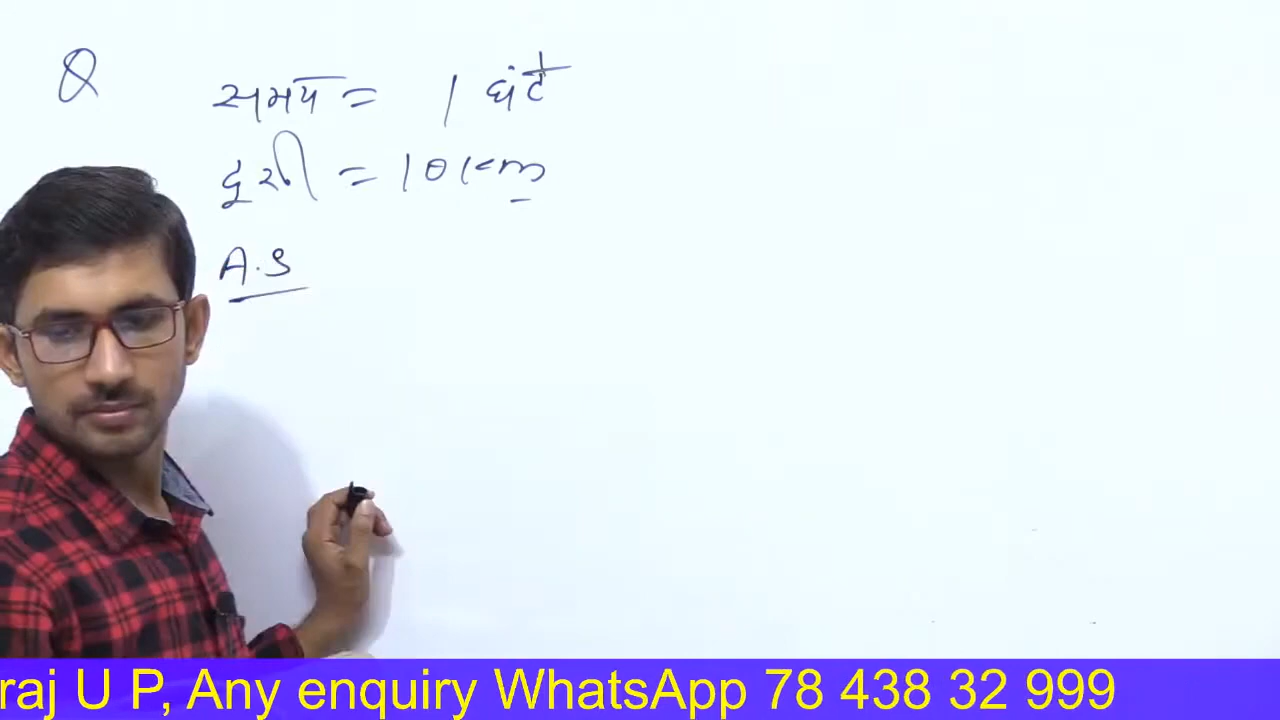 Q
समय = 1 घंटे
दुरी = 10 km
A.S
raj U P, Any enquiry WhatsApp 78 438 32 999